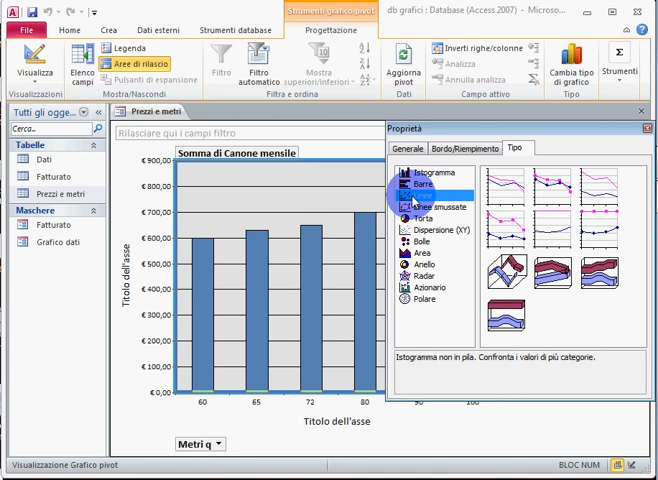 Strumenti grafico pivot
db grafici : Database (Access 2007) - Microso...
File
Home
Crea
Dati esterni
Strumenti database
Progettazione
Visualizza
Elenco campi
Legenda
Aree di rilascio
Pulsanti di espansione
Filtro
Filtro automatico
Mostra superiori/inferiori
Aggiorna pivot
Inverti righe/colonne
Analizza
Annulla analizza
Cambia tipo di grafico
Σ
Strumenti
Visualizzazioni
Mostra/Nascondi
Filtra e ordina
Dati
Campo attivo
Tipo
Tutti gli ogge...
Cerca..
Tabelle
Dati
Fatturato
Prezzi e metri
Maschere
Fatturato
Grafico dati
Prezzi e metri
Rilasciare qui i campi filtro
Somma di Canone mensile
€ 900,00
€ 800,00
€ 700,00
€ 600,00
€ 500,00
€ 400,00
€ 300,00
€ 200,00
€ 100,00
€ 0,00
Titolo dell'asse
60
65
72
80
90
100
Titolo dell'asse
Metri q
Proprietà
Generale
Bordo/Riempimento
Tipo
Istogramma
Barre
Linee
Linee smussate
Torta
Dispersione (XY)
Bolle
Area
Anello
Radar
Azionario
Polare
Istogramma non in pila. Confronta i valori di più categorie.
Visualizzazione Grafico pivot
BLOC NUM